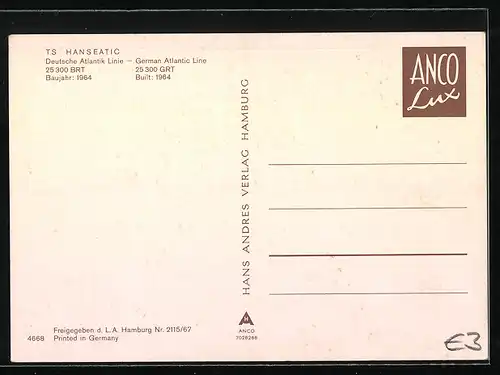 TS HANSEATIC
Deutsche Atlantik Linie – German Atlantic Line
25 300 BRT 25 300 GRT
Baujahr: 1964 Built: 1964
ANCO
Lux
HANS ANDRES VERLAG HAMBURG
Freigegeben d. L. A. Hamburg Nr. 2115/67
4668 Printed in Germany
ANCO
7028268
€3